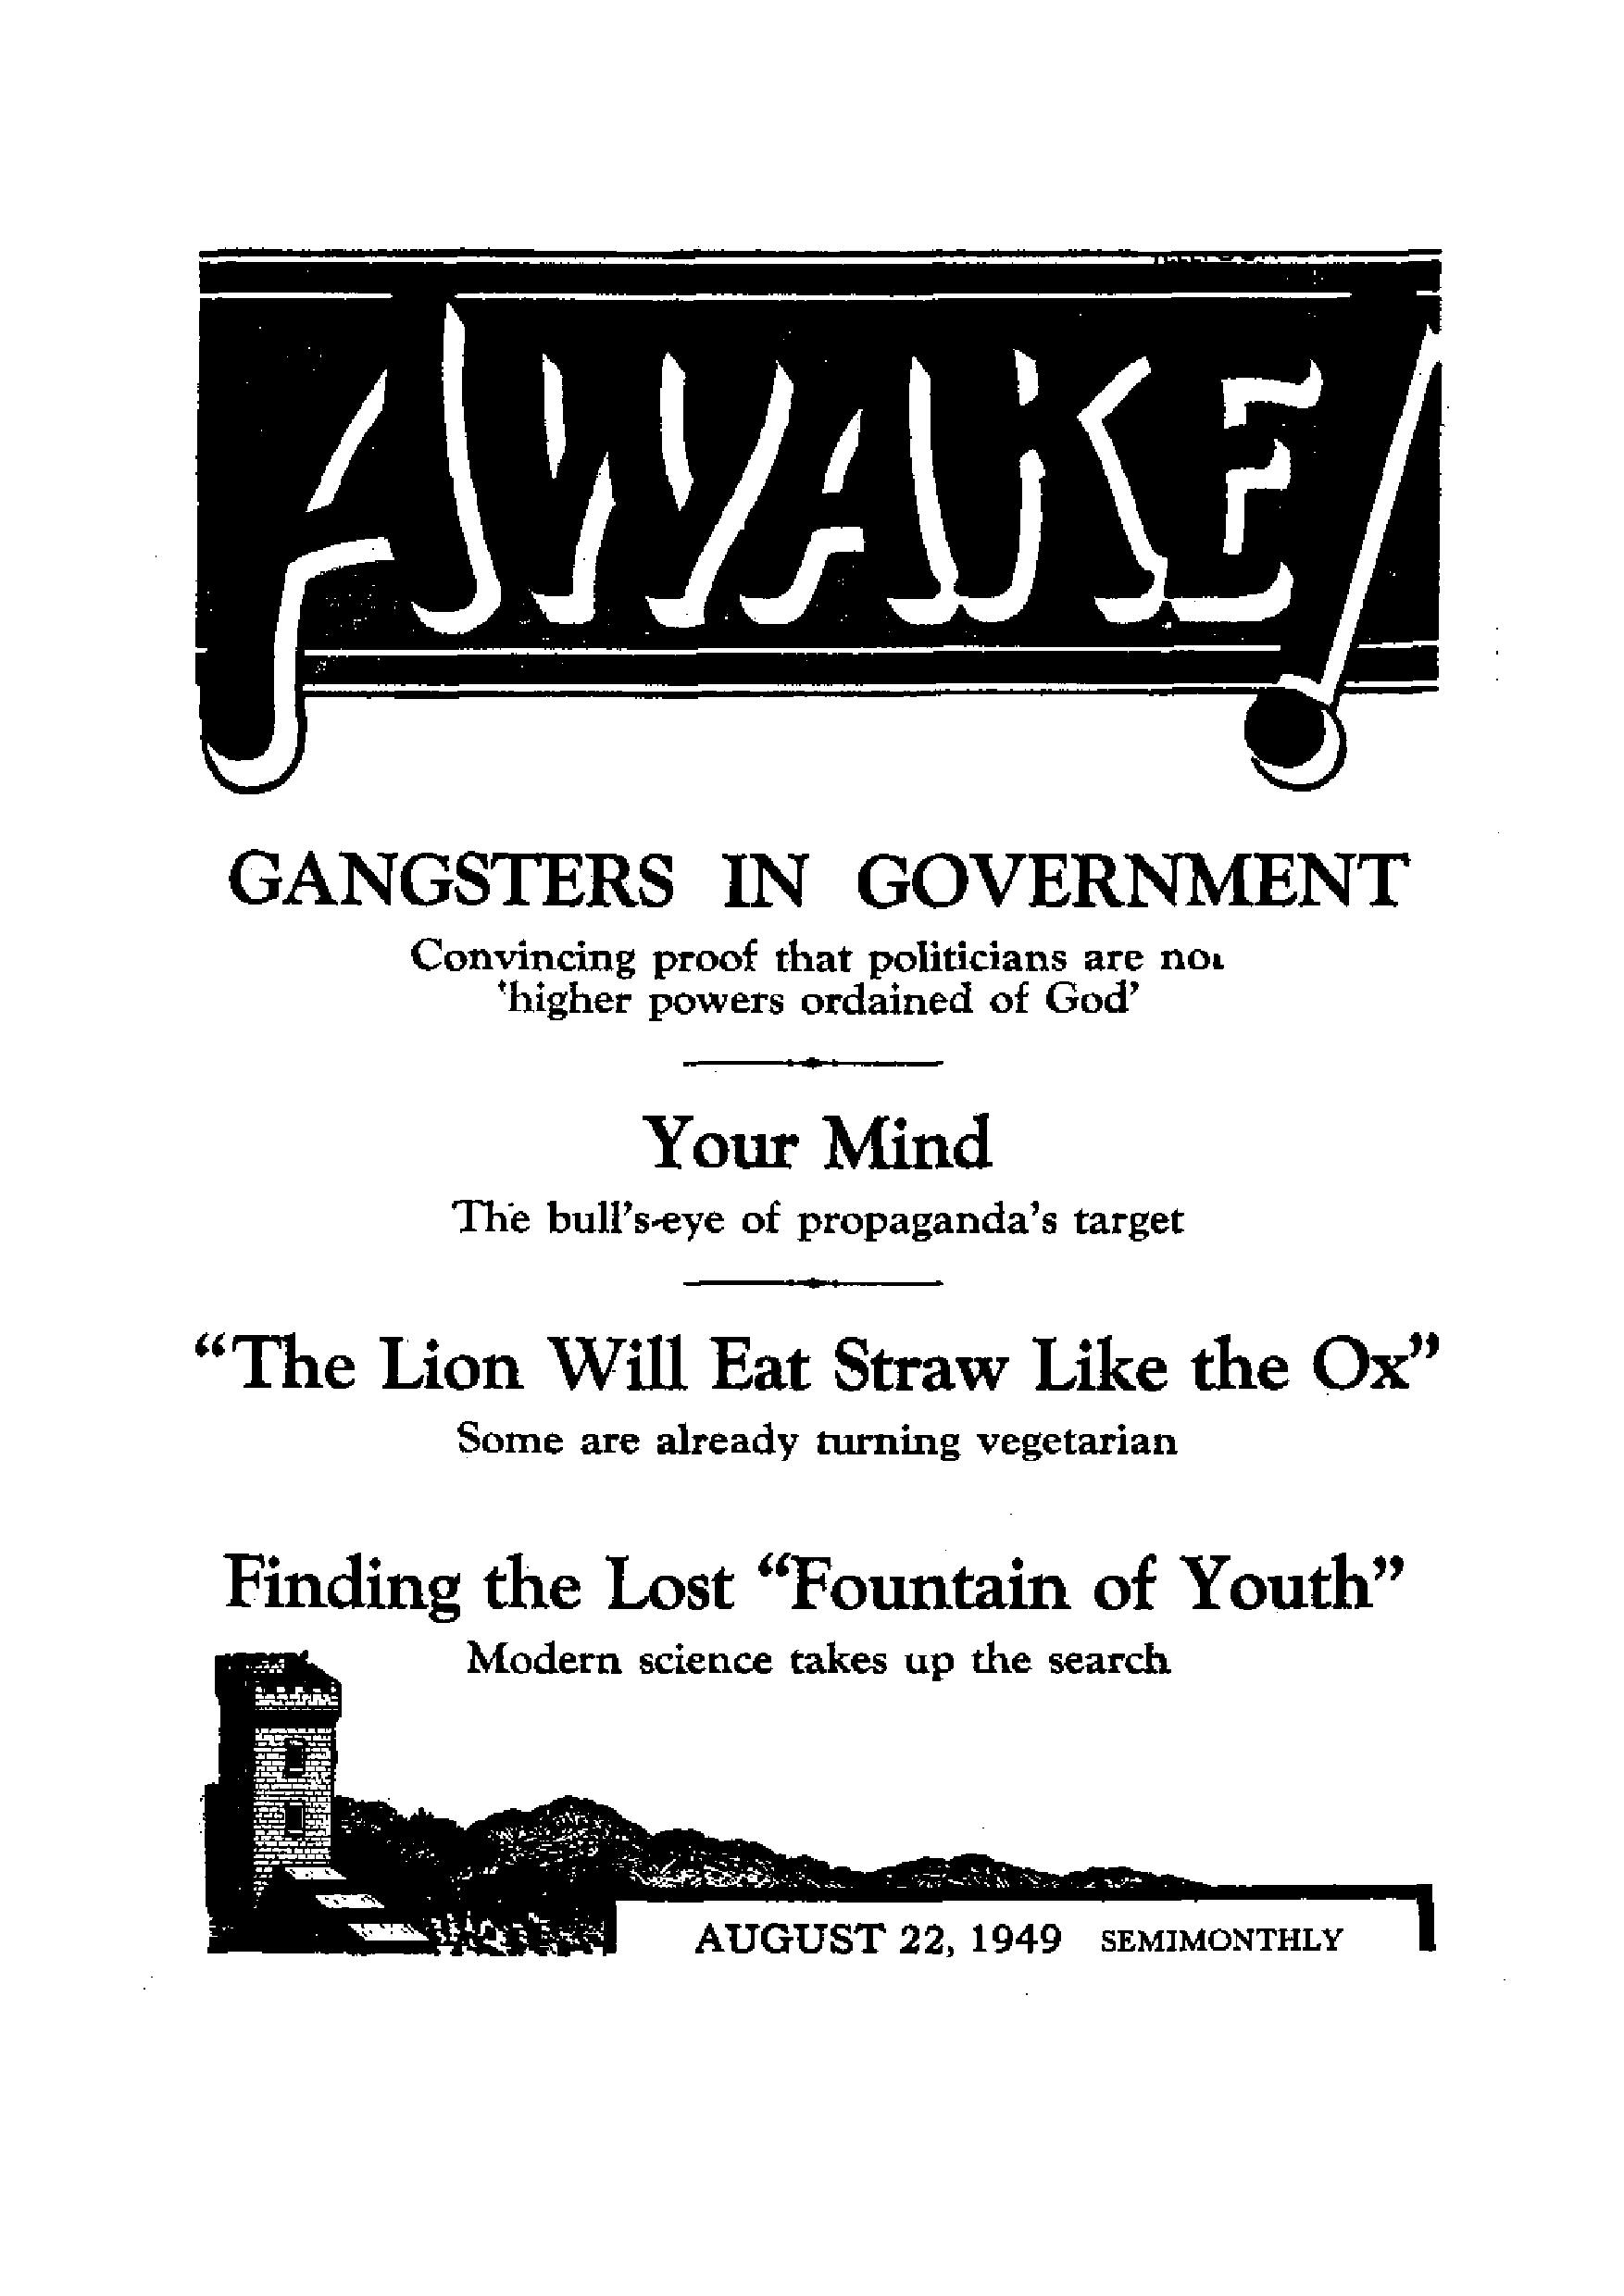 AWAKE!
GANGSTERS IN GOVERNMENT
Convincing proof that politicians are not
'higher powers ordained of God'
Your Mind
The bull's-eye of propaganda's target
"The Lion Will Eat Straw Like the Ox"
Some are already turning vegetarian
Finding the Lost "Fountain of Youth"
Modern science takes up the search
AUGUST 22, 1949 SEMIMONTHLY